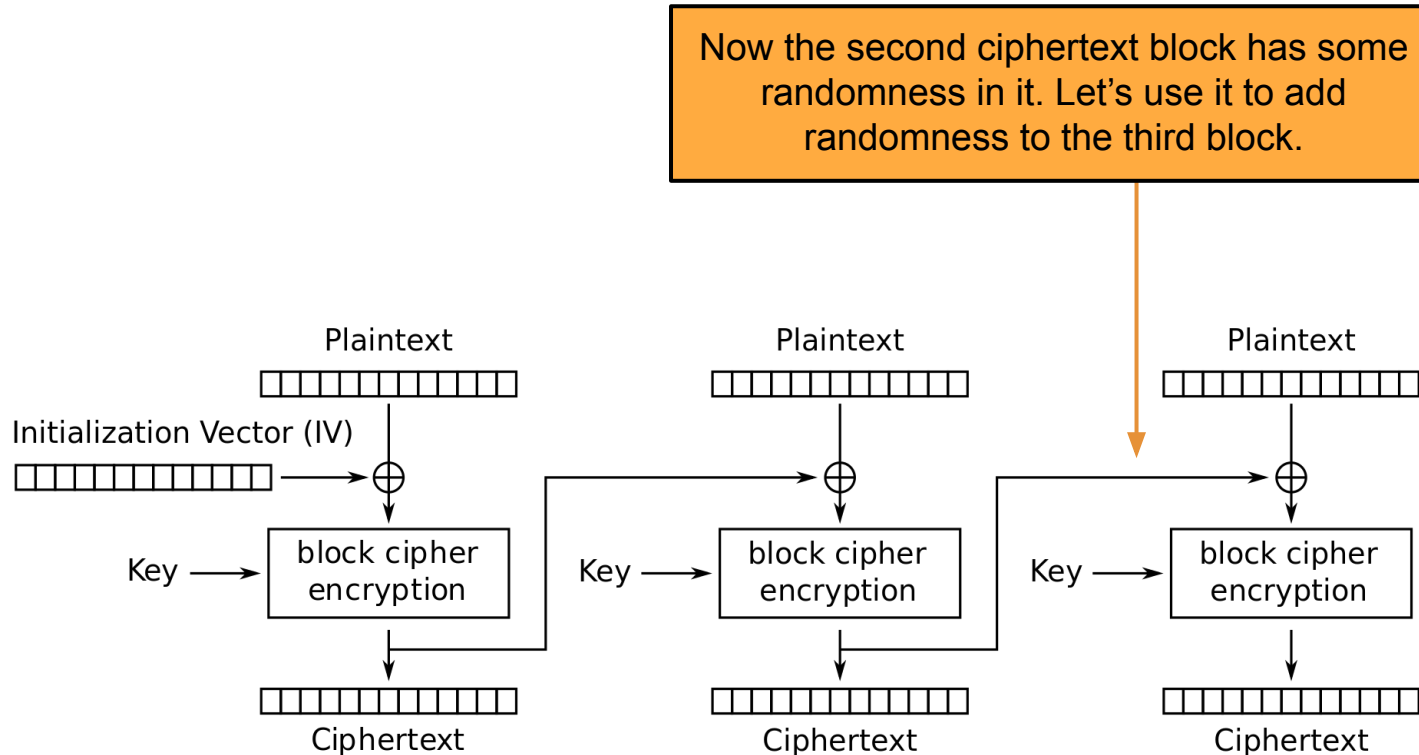 Now the second ciphertext block has some
randomness in it. Let’s use it to add
randomness to the third block.
Plaintext
Plaintext
Plaintext
Initialization Vector (IV)
Key
block cipher
encryption
Key
block cipher
encryption
Key
block cipher
encryption
Ciphertext
Ciphertext
Ciphertext